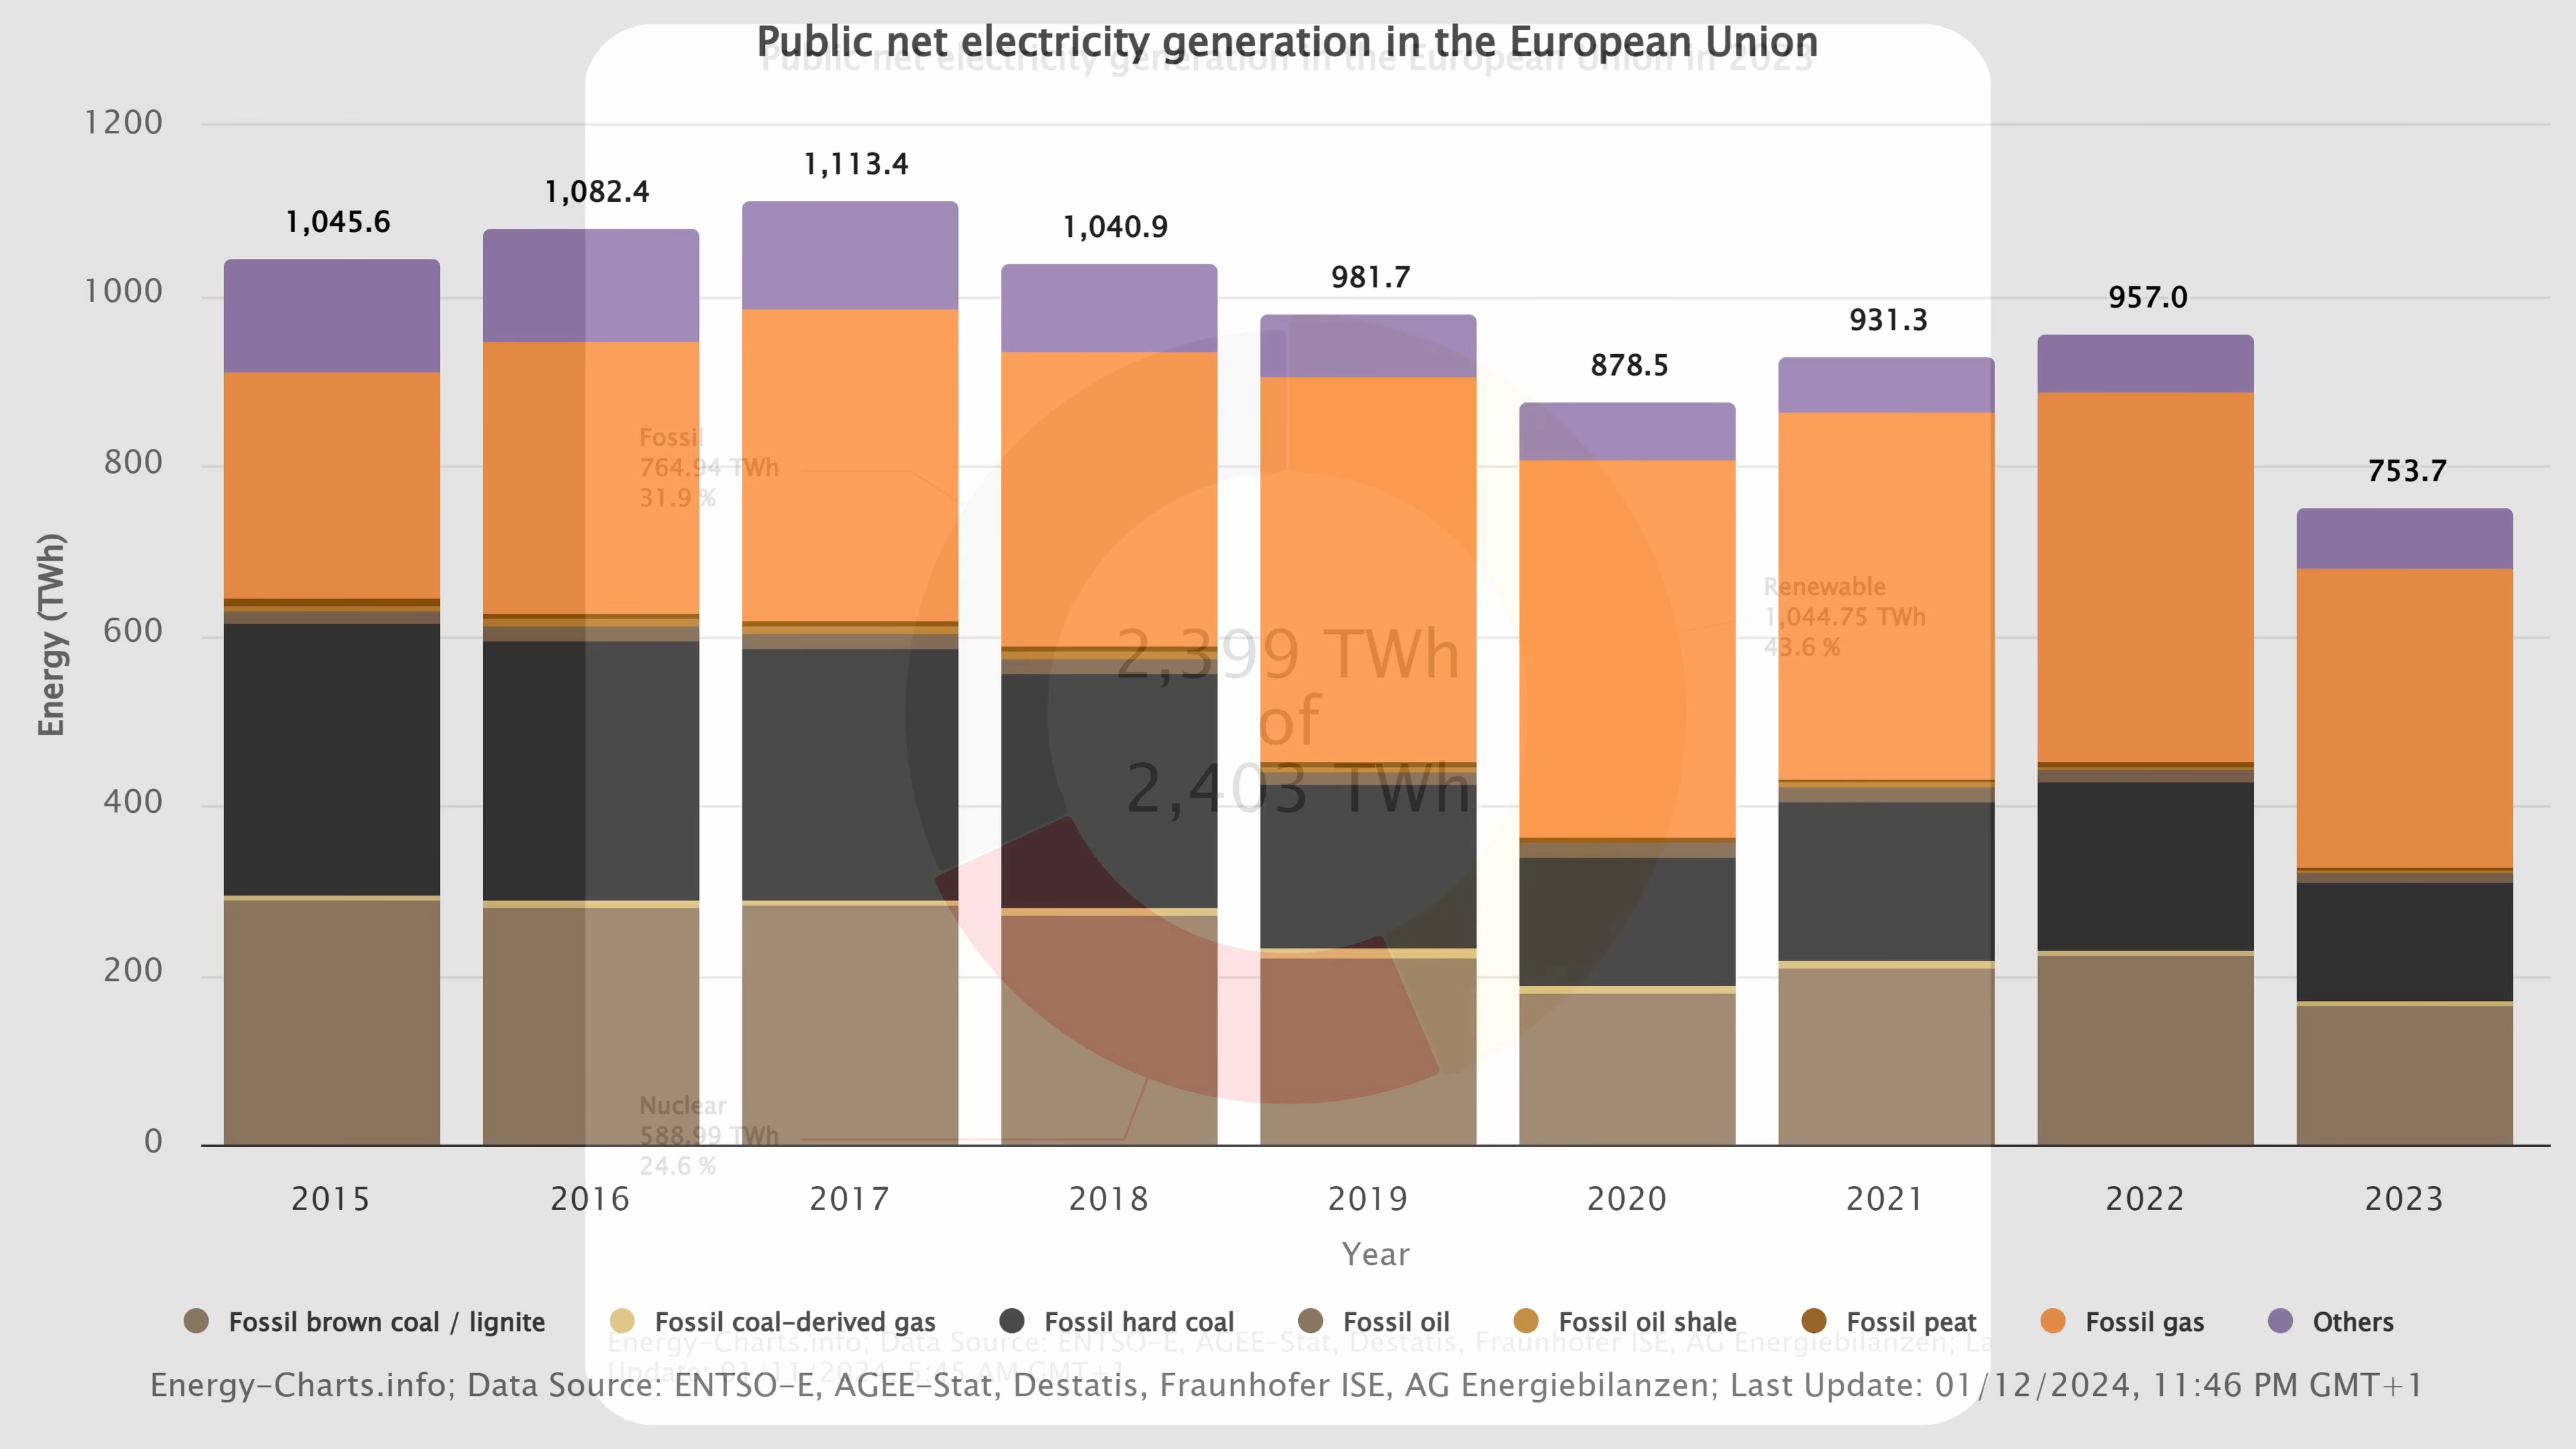 Public net electricity generation in the European Union
Public net electricity generation in the European Union in 2023
1200
1000
800
600
400
200
0
Energy (TWh)
1,045.6
1,082.4
1,113.4
1,040.9
981.7
878.5
931.3
957.0
753.7
Fossil
764.94 TWh
31.9 %
Renewable
1,044.75 TWh
43.6 %
2,399 TWh
of
2,403 TWh
Nuclear
588.99 TWh
24.6 %
2015 2016 2017 2018 2019 2020 2021 2022 2023
Year
Fossil brown coal / lignite Fossil coal-derived gas Fossil hard coal Fossil oil Fossil oil shale Fossil peat Fossil gas Others
Energy-Charts.info; Data Source: ENTSO-E, AGEE-Stat, Destatis, Fraunhofer ISE, AG Energiebilanzen; La
Update: 01/11/2024, 5:45 AM GMT+1
Energy-Charts.info; Data Source: ENTSO-E, AGEE-Stat, Destatis, Fraunhofer ISE, AG Energiebilanzen; Last Update: 01/12/2024, 11:46 PM GMT+1